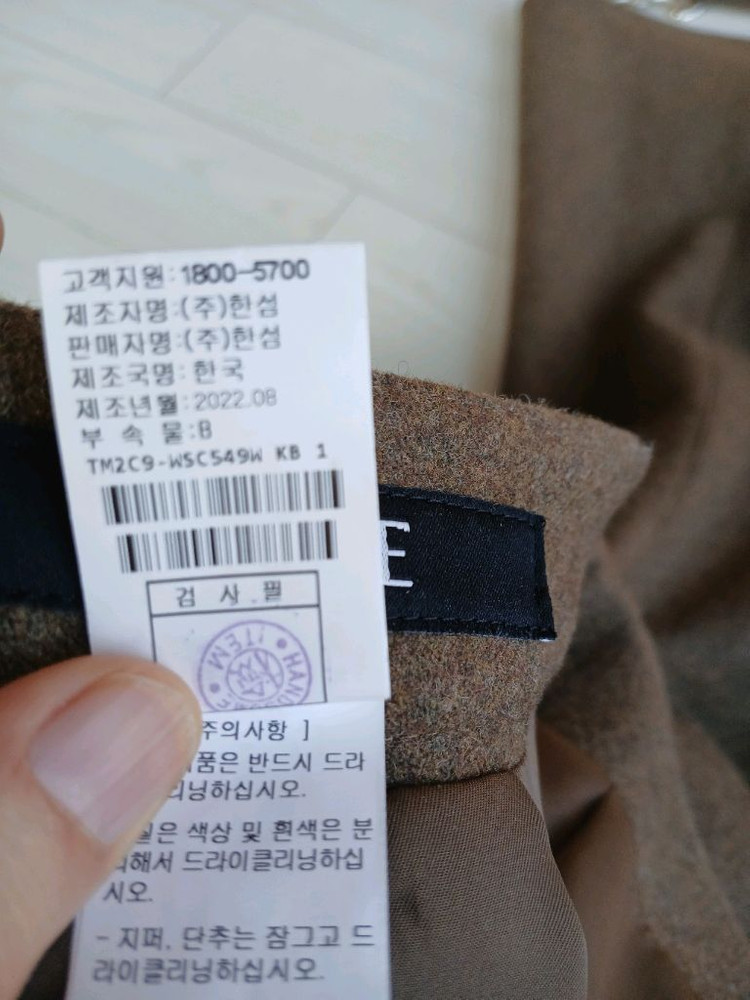 고객지원:1800-5700
제조자명:(주)한섬
판매자명:(주)한섬
제조국명:한국
제조년월:2022.08
부 속 물:B
TM2C9-WSC549W KB 1
E
검 사 필
ITEM
주의사항 ]
품은 반드시 드라
닝하십시오.
은 색상 및 흰색은 분
해서 드라이클리닝하십
시오.
- 지퍼, 단추는 잠그고 드
라이클리닝하십시오.